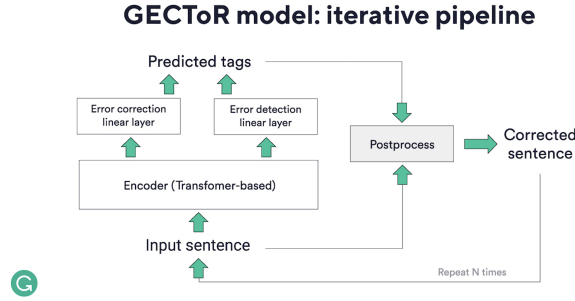 GECToR model: iterative pipeline
Predicted tags
Error correction
linear layer
Error detection
linear layer
Postprocess
Corrected
sentence
Encoder (Transfomer-based)
Input sentence
Repeat N times
G